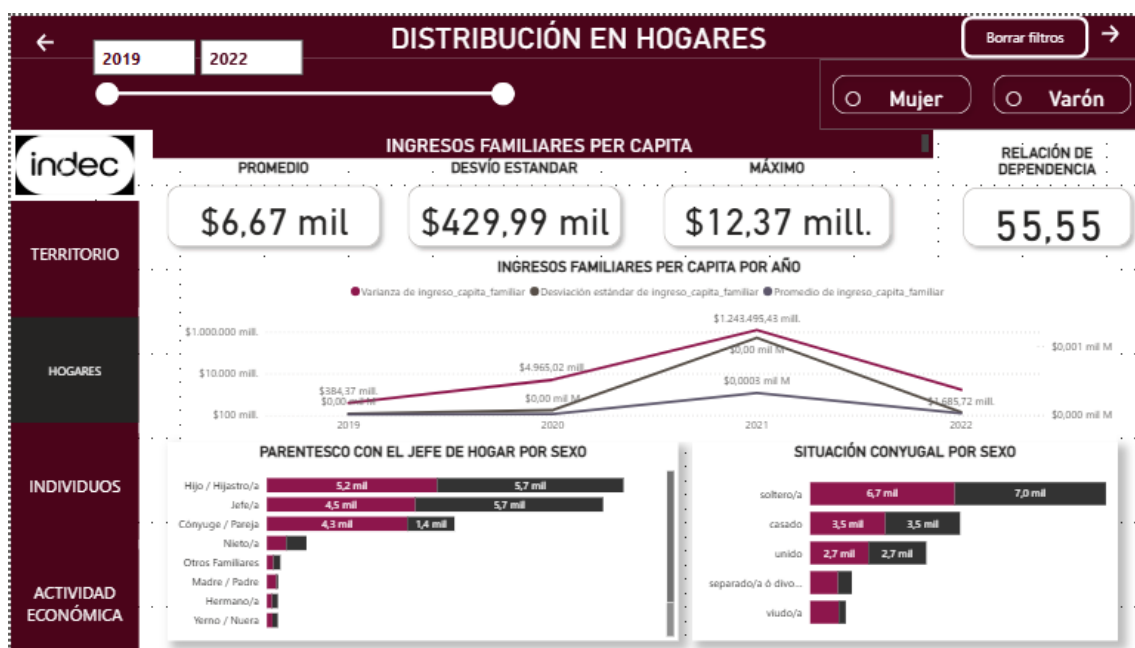 DISTRIBUCIÓN EN HOGARES
Borrar filtros
2019 2022
Mujer Varón
indec
INGRESOS FAMILIARES PER CAPITA
PROMEDIO DESVÍO ESTANDAR MÁXIMO
RELACIÓN DE
DEPENDENCIA
$6,67 mil $429,99 mil $12,37 mill. 55,55
TERRITORIO
HOGARES
INDIVIDUOS
ACTIVIDAD
ECONÓMICA
INGRESOS FAMILIARES PER CAPITA POR AÑO
Varianza de ingreso_capita_familiar Desviación estándar de ingreso_capita_familiar Promedio de ingreso_capita_familiar
$1.243.495,43 mill.
$1.000.000 mill.
$0,00 mil M $0,001 mil M
$4.965,02 mill.
$10.000 mill.
$0,0003 mil M
$384,37 mill.
$0,00 mil M $0,00 mil M $1.685,72 mill.
$100 mill. $0,000 mil M
2019 2020 2021 2022
PARENTESCO CON EL JEFE DE HOGAR POR SEXO
Hijo / Hijastro/a 5,2 mil 5,7 mil
Jefe/a 4,5 mil 5,7 mil
Cónyuge / Pareja 4,3 mil 1,4 mil
Nieto/a
Otros Familiares
Madre / Padre
Hermano/a
Yerno / Nuera
SITUACIÓN CONYUGAL POR SEXO
soltero/a 6,7 mil 7,0 mil
casado 3,5 mil 3,5 mil
unido 2,7 mil 2,7 mil
separado/a ó divo...
viudo/a